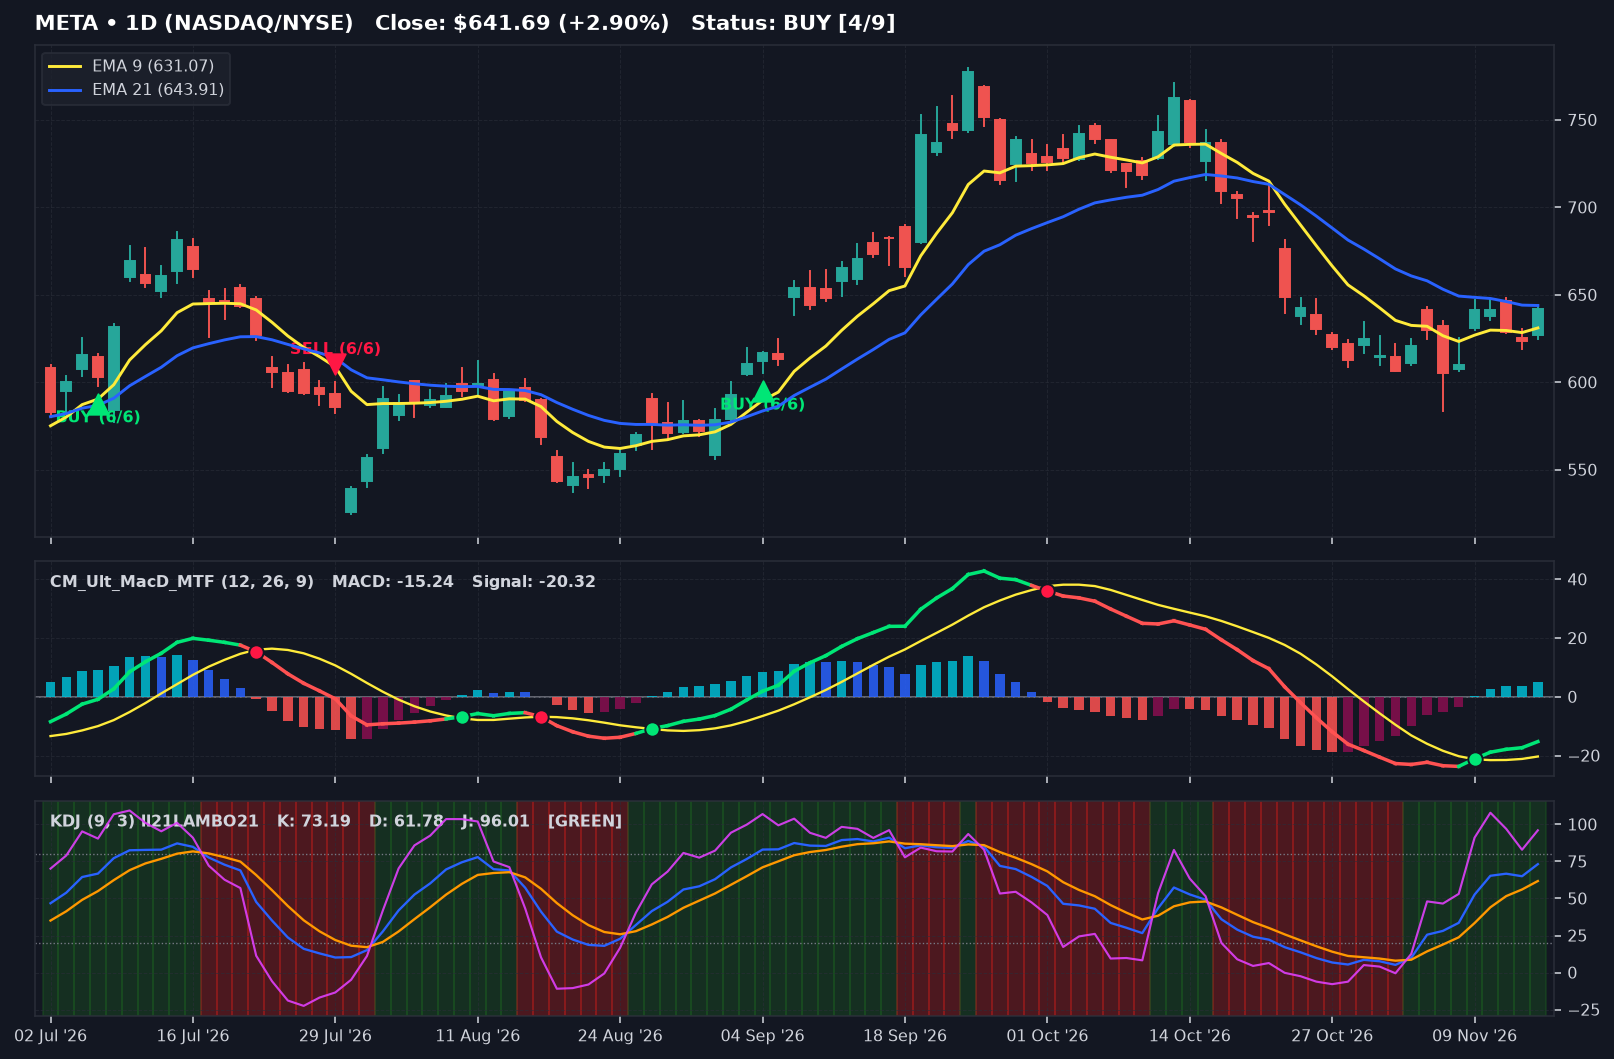 META • 1D (NASDAQ/NYSE)   Close: $641.69 (+2.90%)   Status: BUY [4/9]
EMA 9 (631.07)
EMA 21 (643.91)
750
700
650
600
550
SELL (6/6)
BUY (6/6)
BUY (6/6)
CM_Ult_MacD_MTF (12, 26, 9)   MACD: -15.24   Signal: -20.32
40
20
0
−20
KDJ (9, 3) II21LAMBO21   K: 73.19   D: 61.78   J: 96.01   [GREEN]
100
75
50
25
0
−25
02 Jul '26
16 Jul '26
29 Jul '26
11 Aug '26
24 Aug '26
04 Sep '26
18 Sep '26
01 Oct '26
14 Oct '26
27 Oct '26
09 Nov '26